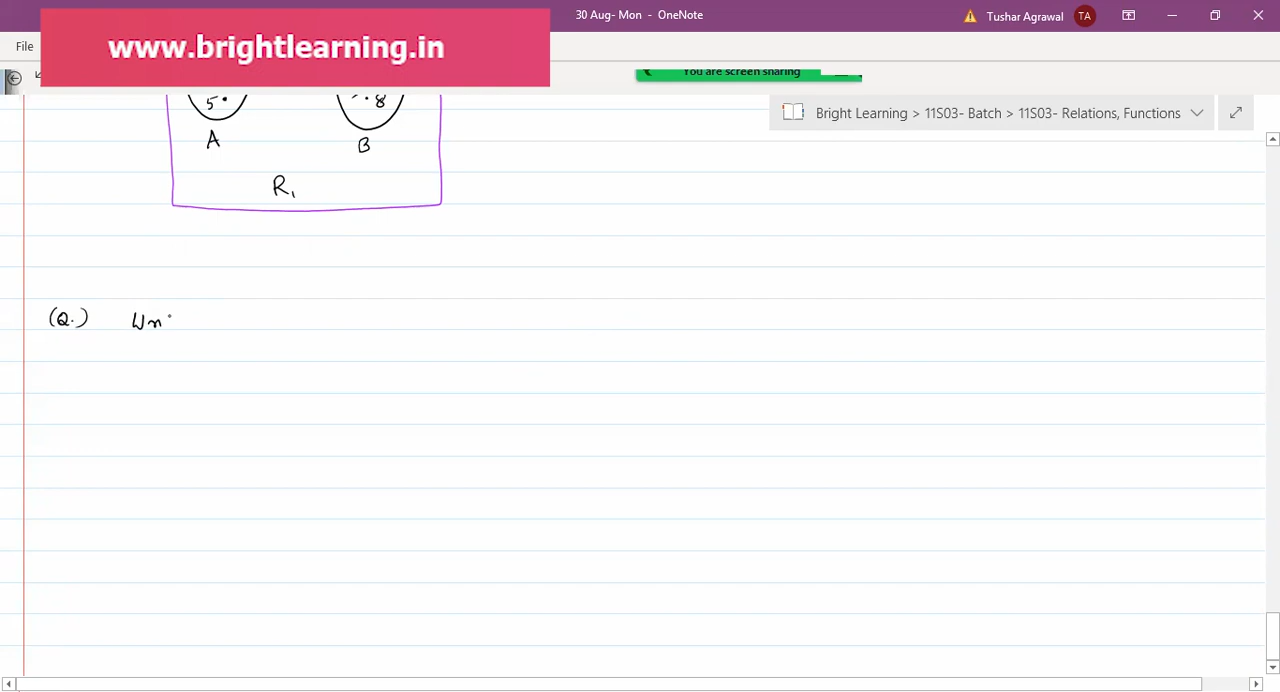 30 Aug- Mon - OneNote
Tushar Agrawal TA
File
www.brightlearning.in
You are screen sharing
Bright Learning > 11S03- Batch > 11S03- Relations, Functions
5 8
A B
R₁
(Q.)